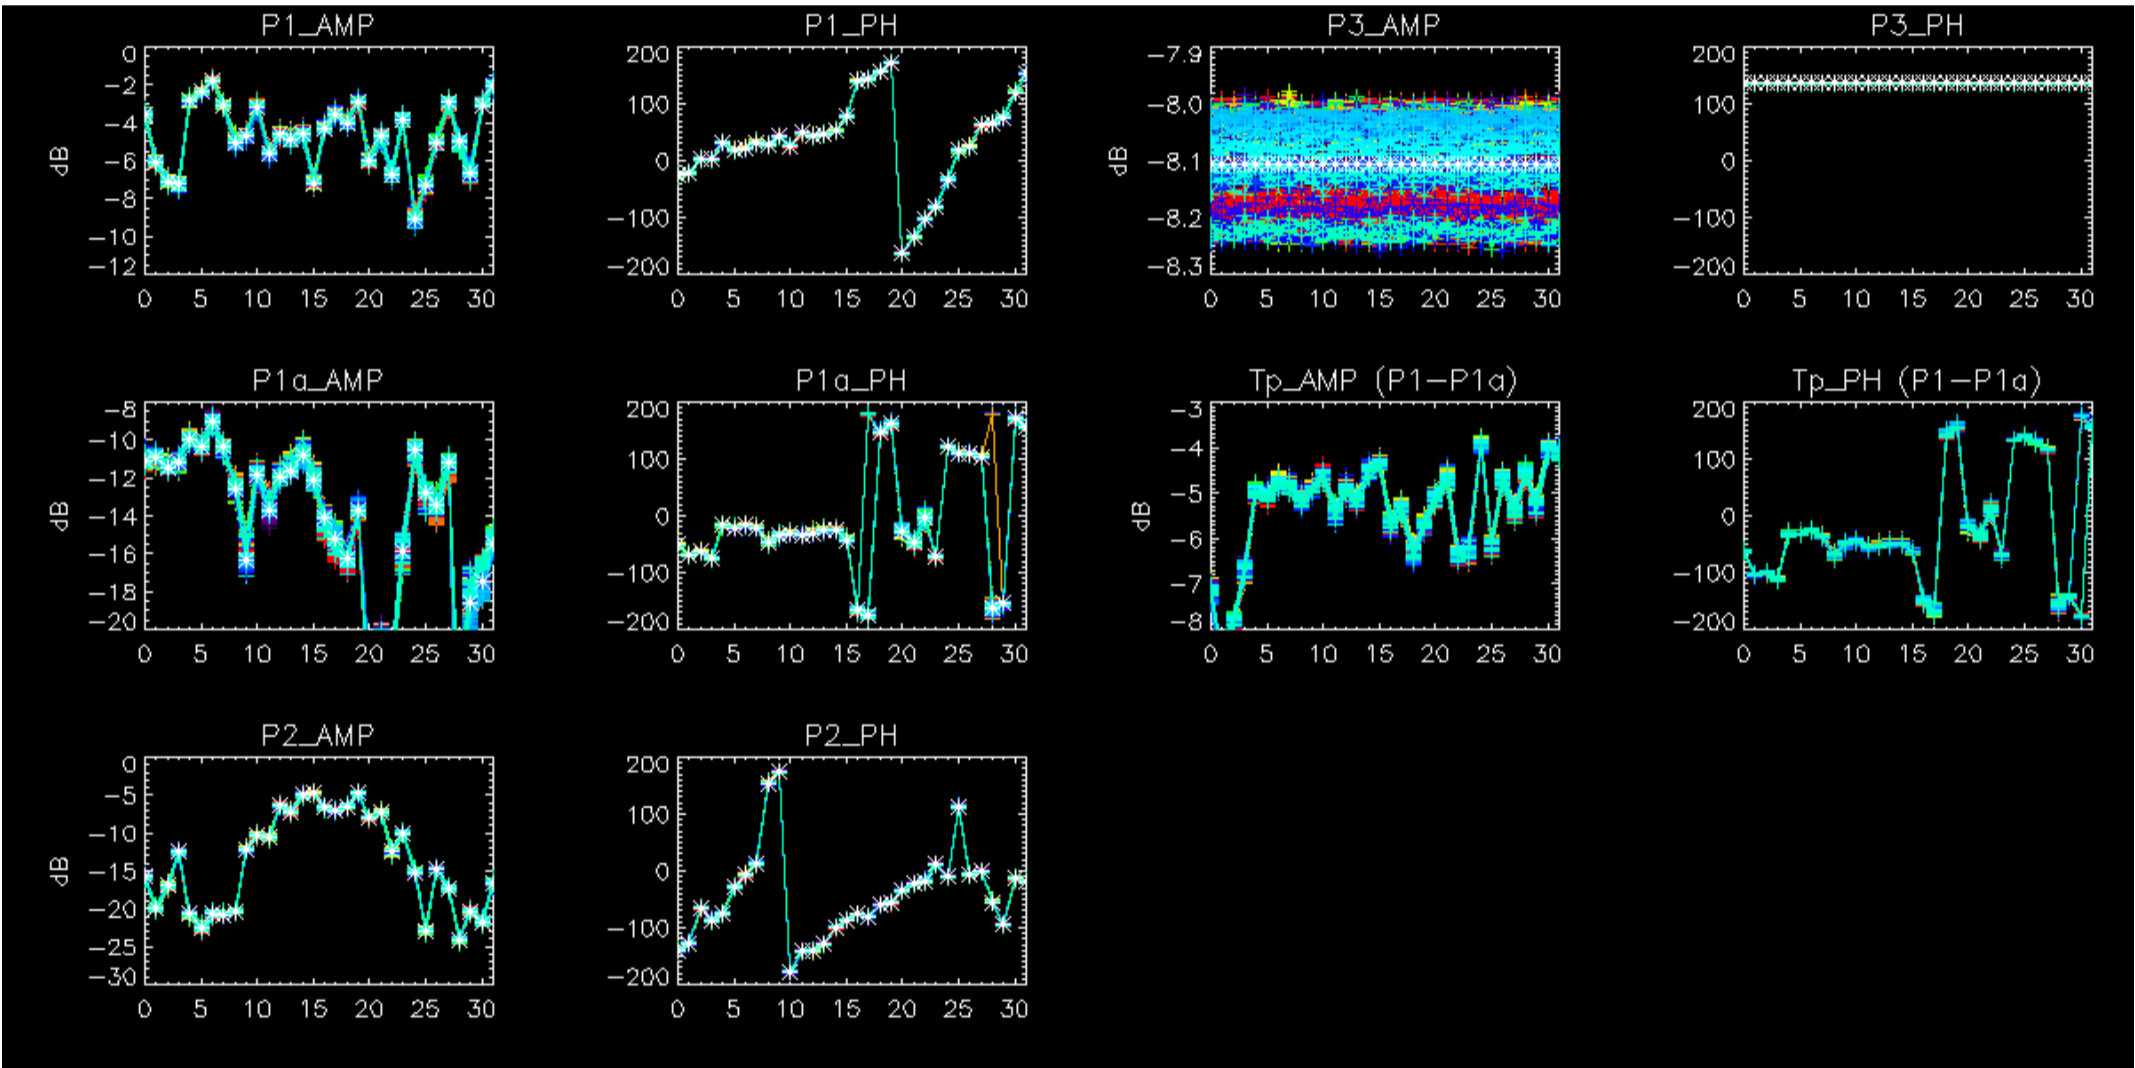 P1_AMP
0
−2
−4
−6
−8
−10
−12
dB
0 5 10 15 20 25 30
P1_PH
200
100
0
−100
−200
0 5 10 15 20 25 30
P3_AMP
−7.9
−8.0
−8.1
−8.2
−8.3
dB
0 5 10 15 20 25 30
P3_PH
200
100
0
−100
−200
0 5 10 15 20 25 30
P1a_AMP
−8
−10
−12
−14
−16
−18
−20
dB
0 5 10 15 20 25 30
P1a_PH
200
100
0
−100
−200
0 5 10 15 20 25 30
Tp_AMP (P1−P1a)
−3
−4
−5
−6
−7
−8
dB
0 5 10 15 20 25 30
Tp_PH (P1−P1a)
200
100
0
−100
−200
0 5 10 15 20 25 30
P2_AMP
0
−5
−10
−15
−20
−25
−30
dB
0 5 10 15 20 25 30
P2_PH
200
100
0
−100
−200
0 5 10 15 20 25 30